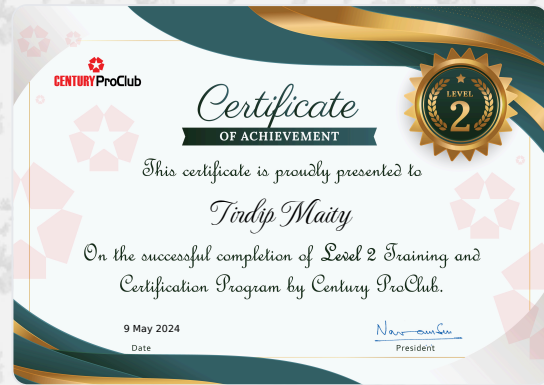 CENTURY ProClub
Certificate
OF ACHIEVEMENT
LEVEL
2
This certificate is proudly presented to
Tirdip Maity
On the successful completion of Level 2 Training and
Certification Program by Century ProClub.
9 May 2024
Date
President